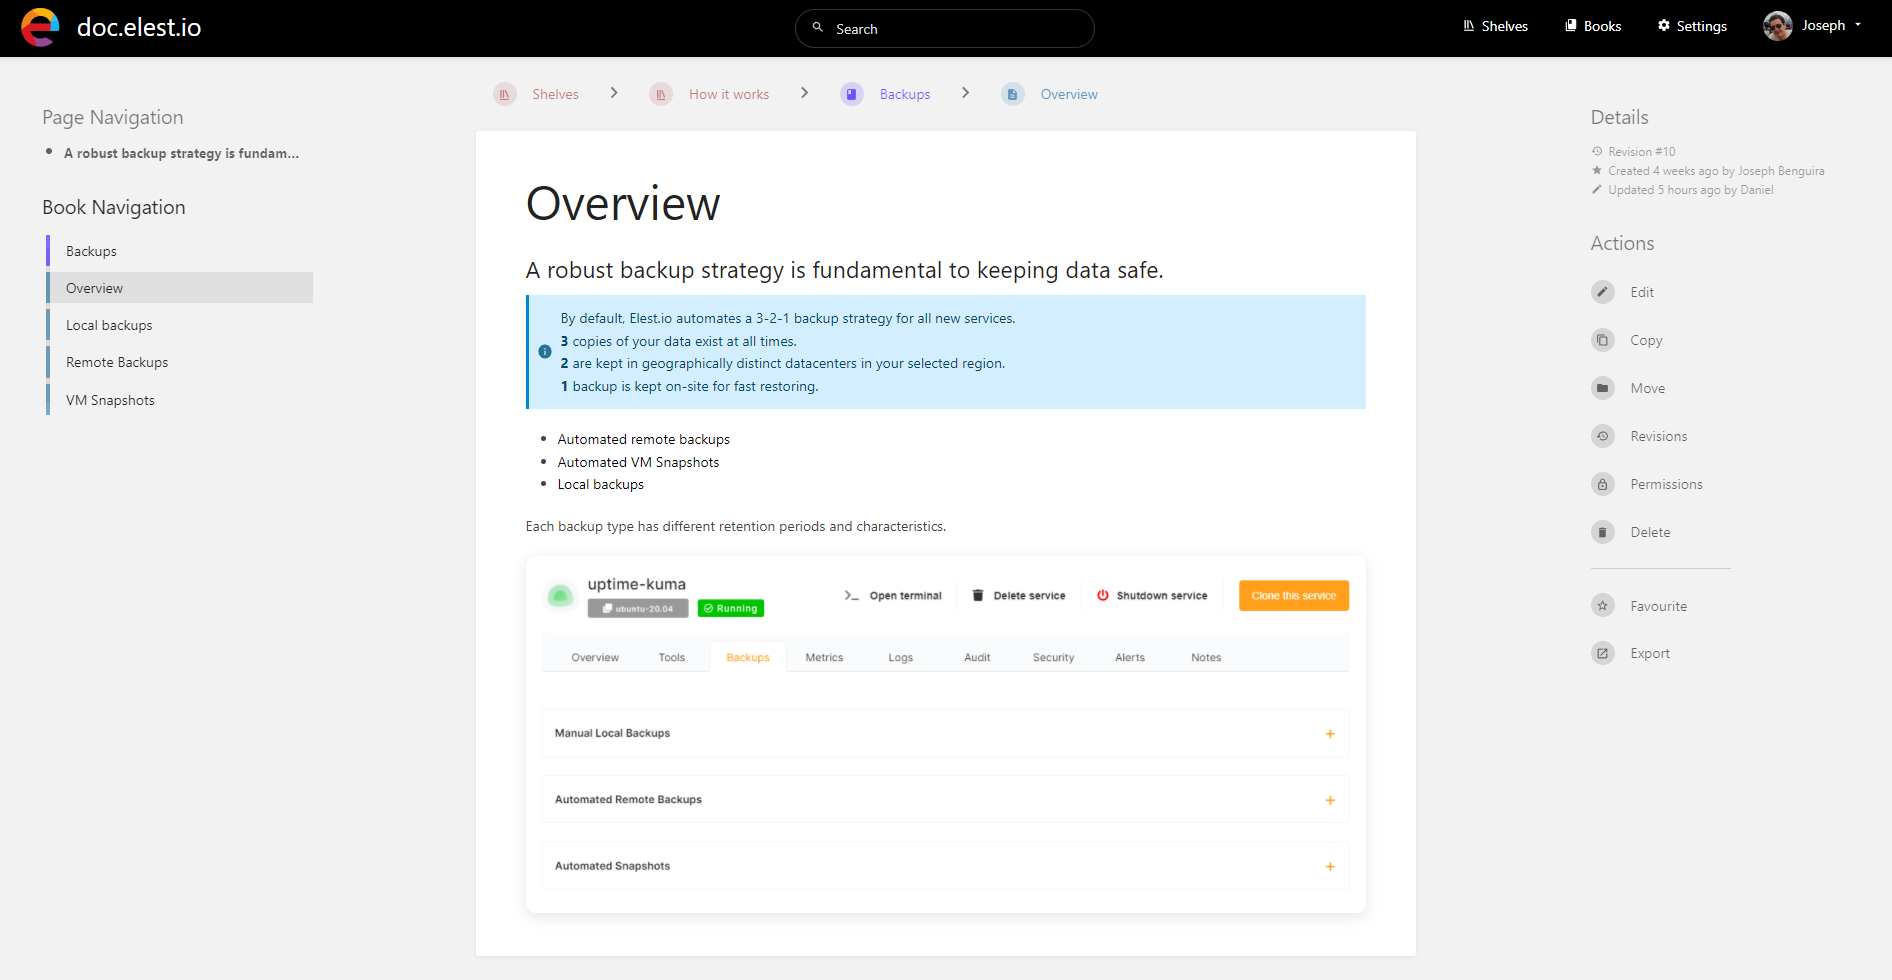 doc.elest.io
Search
Shelves
Books
Settings
Joseph
Shelves
How it works
Backups
Overview
Page Navigation
A robust backup strategy is fundam...
Book Navigation
Backups
Overview
Local backups
Remote Backups
VM Snapshots
Overview
A robust backup strategy is fundamental to keeping data safe.
By default, Elest.io automates a 3-2-1 backup strategy for all new services.
3 copies of your data exist at all times.
2 are kept in geographically distinct datacenters in your selected region.
1 backup is kept on-site for fast restoring.
Automated remote backups
Automated VM Snapshots
Local backups
Each backup type has different retention periods and characteristics.
uptime-kuma
ubuntu-20.04
Running
Open terminal
Delete service
Shutdown service
Clone this service
Overview
Tools
Backups
Metrics
Logs
Audit
Security
Alerts
Notes
Manual Local Backups
Automated Remote Backups
Automated Snapshots
Details
Revision #10
Created 4 weeks ago by Joseph Benguira
Updated 5 hours ago by Daniel
Actions
Edit
Copy
Move
Revisions
Permissions
Delete
Favourite
Export